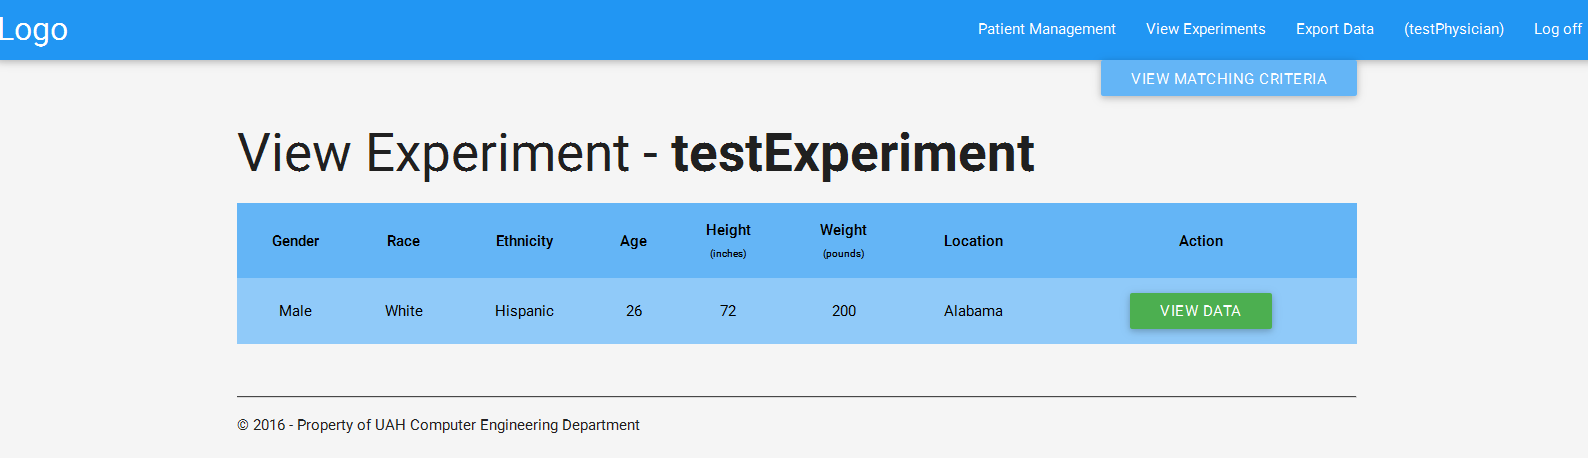 Logo Patient Management View Experiments Export Data (testPhysician) Log off
VIEW MATCHING CRITERIA
View Experiment - testExperiment
Gender Race Ethnicity Age Height (inches) Weight (pounds) Location Action
Male White Hispanic 26 72 200 Alabama VIEW DATA
© 2016 - Property of UAH Computer Engineering Department